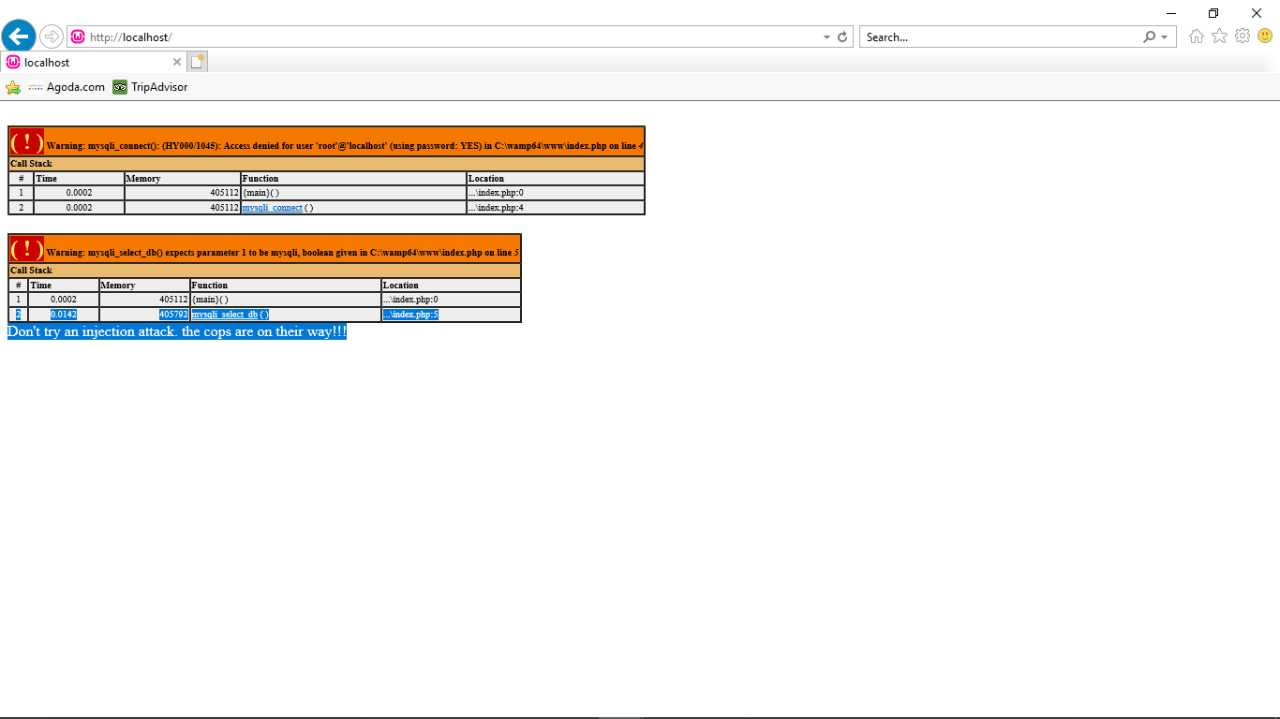 http://localhost/
Search...
localhost
Agoda.com TripAdvisor
( ! ) Warning: mysqli_connect(): (HY000/1045): Access denied for user 'root'@'localhost' (using password: YES) in C:\wamp64\www\index.php on line 4
Call Stack
# Time Memory Function Location
1 0.0002 405112 {main}( ) ...\index.php:0
2 0.0002 405112 mysqli_connect ( ) ...\index.php:4
( ! ) Warning: mysqli_select_db() expects parameter 1 to be mysqli, boolean given in C:\wamp64\www\index.php on line 5
Call Stack
# Time Memory Function Location
1 0.0002 405112 {main}( ) ...\index.php:0
2 0.0142 405792 mysqli_select_db ( ) ...\index.php:5
Don't try an injection attack. the cops are on their way!!!